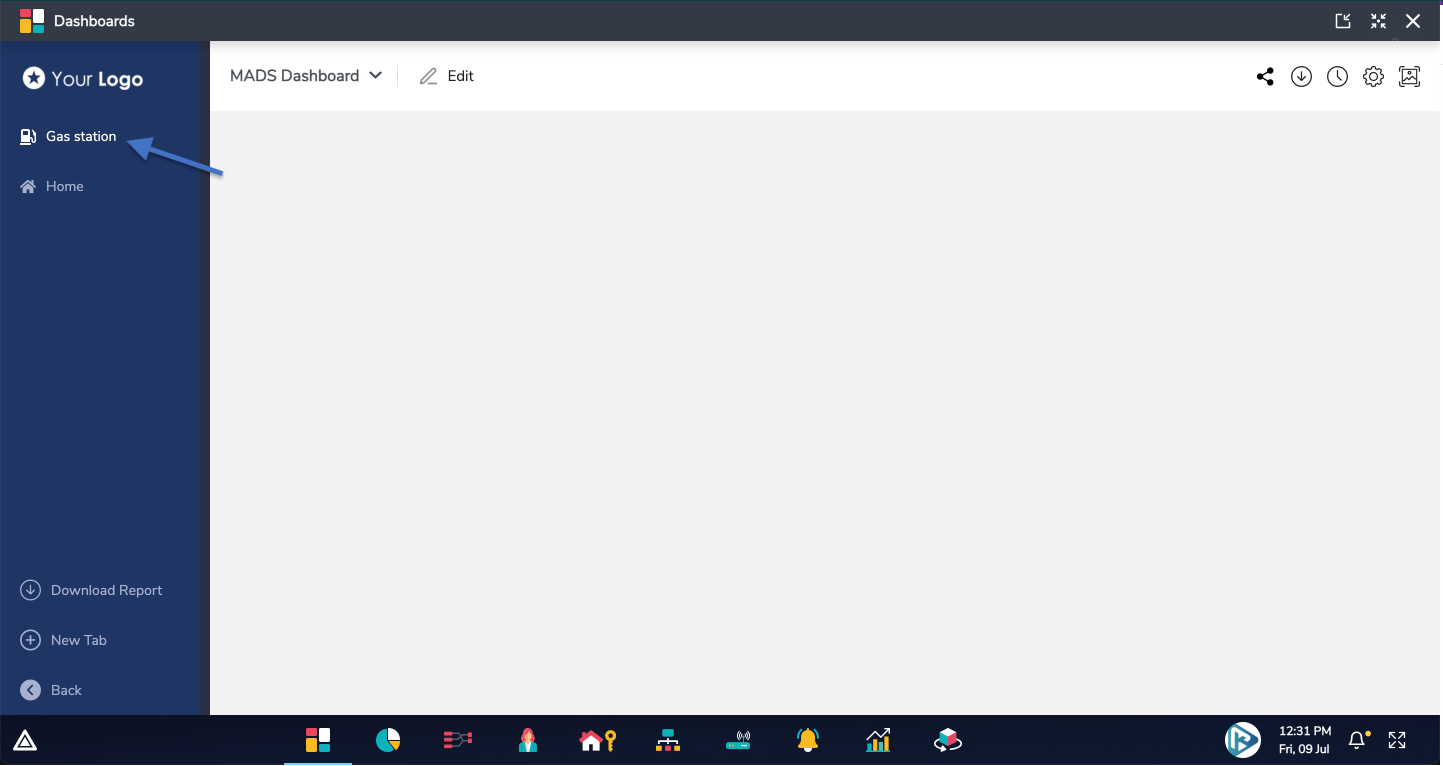 Dashboards
Your Logo
MADS Dashboard
Edit
Gas station
Home
Download Report
New Tab
Back
12:31 PM
Fri, 09 Jul